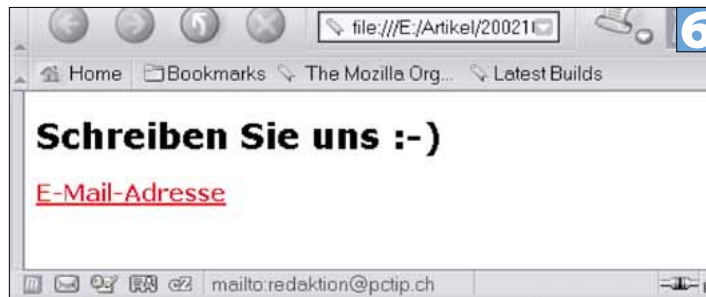 file:///E:/Artikel/20021
6
Home Bookmarks The Mozilla Org... Latest Builds
Schreiben Sie uns :-)
E-Mail-Adresse
mailto:redaktion@pctip.ch